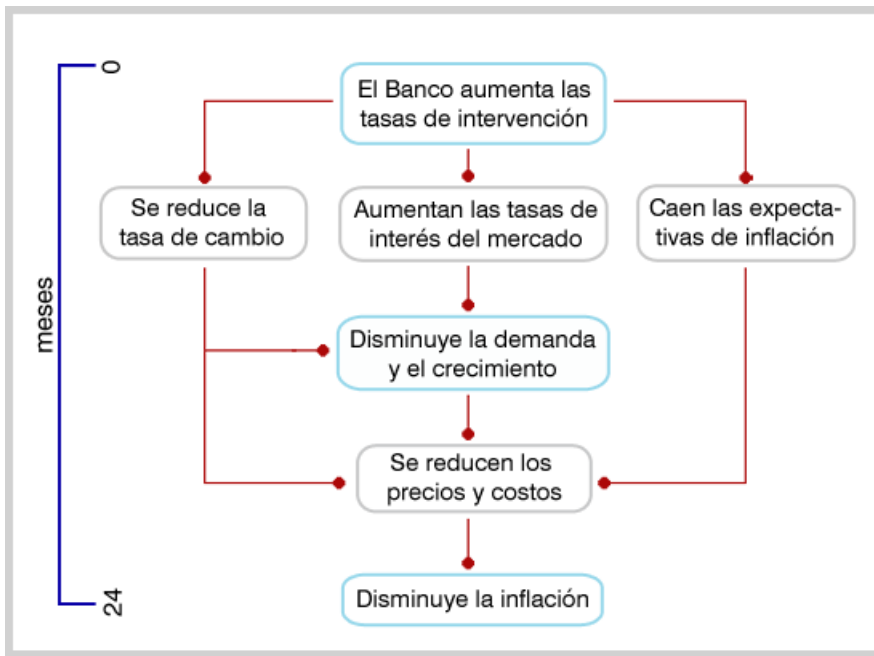 0
El Banco aumenta las
tasas de intervención
Se reduce la
tasa de cambio
Aumentan las tasas de
interés del mercado
Caen las expecta-
tivas de inflación
meses
Disminuye la demanda
y el crecimiento
Se reducen los
precios y costos
24
Disminuye la inflación